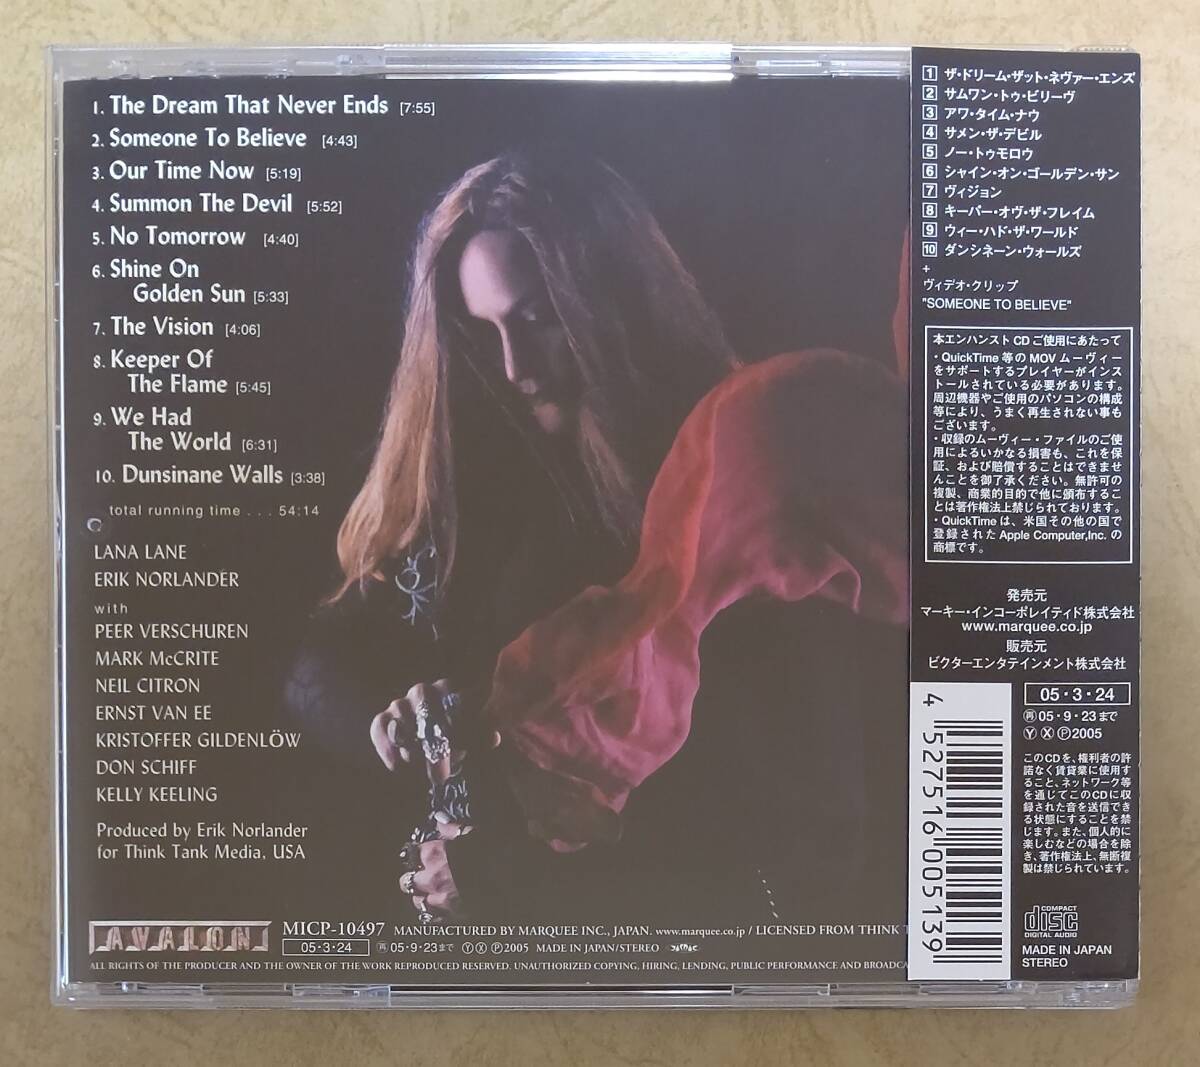 1. The Dream That Never Ends [7:55]
2. Someone To Believe [4:43]
3. Our Time Now [5:19]
4. Summon The Devil [5:52]
5. No Tomorrow [4:40]
6. Shine On
Golden Sun [5:33]
7. The Vision [4:06]
8. Keeper Of
The Flame [5:45]
9. We Had
The World [6:31]
10. Dunsinane Walls [3:38]
total running time . . . 54:14
LANA LANE
ERIK NORLANDER
with
PEER VERSCHUREN
MARK McCRITE
NEIL CITRON
ERNST VAN EE
KRISTOFFER GILDENLÖW
DON SCHIFF
KELLY KEELING
Produced by Erik Norlander
for Think Tank Media, USA
AVALON
MICP-10497 MANUFACTURED BY MARQUEE INC., JAPAN. www.marquee.co.jp / LICENSED FROM THINK T
05・3・24 再05・9・23まで Ⓨ Ⓧ Ⓟ2005 MADE IN JAPAN/STEREO
ALL RIGHTS OF THE PRODUCER AND THE OWNER OF THE WORK REPRODUCED RESERVED. UNAUTHORIZED COPYING, HIRING, LENDING, PUBLIC PERFORMANCE AND BROADCA
1 ザ・ドリーム・ザット・ネヴァー・エンズ
2 サムワン・トゥ・ビリーヴ
3 アワ・タイム・ナウ
4 サメン・ザ・デビル
5 ノー・トゥモロウ
6 シャイン・オン・ゴールデン・サン
7 ヴィジョン
8 キーパー・オヴ・ザ・フレイム
9 ウィー・ハド・ザ・ワールド
10 ダンシネーン・ウォールズ
+
ヴィデオ・クリップ
"SOMEONE TO BELIEVE"
本エンハンストCDご使用にあたって
・QuickTime等のMOVムーヴィー
をサポートするプレイヤーがインス
トールされている必要があります。
周辺機器やご使用のパソコンの構成
等により、うまく再生されない事も
ございます。
・収録のムーヴィー・ファイルのご使
用によるいかなる損害も、これを保
証、および賠償することはできませ
んことを御了承ください。無許可の
複製、商業的目的で他に頒布するこ
とは著作権法上禁じられております。
・QuickTimeは、米国その他の国で
登録されたApple Computer,Inc.の
商標です。
発売元
マーキー・インコーポレイティド株式会社
www.marquee.co.jp
販売元
ビクターエンタテインメント株式会社
05・3・24
再05・9・23まで
Ⓨ Ⓧ Ⓟ2005
このCDを、権利者の許
諾なく賃貸業に使用す
ること、ネットワーク等
を通じてこのCDに収
録された音を送信でき
る状態にすることを禁
じます。また、個人的に
楽しむなどの場合を除
き、著作権法上、無断複
製は禁じられています。
COMPACT
disc
DIGITAL AUDIO
MADE IN JAPAN
STEREO
4 527516 005139